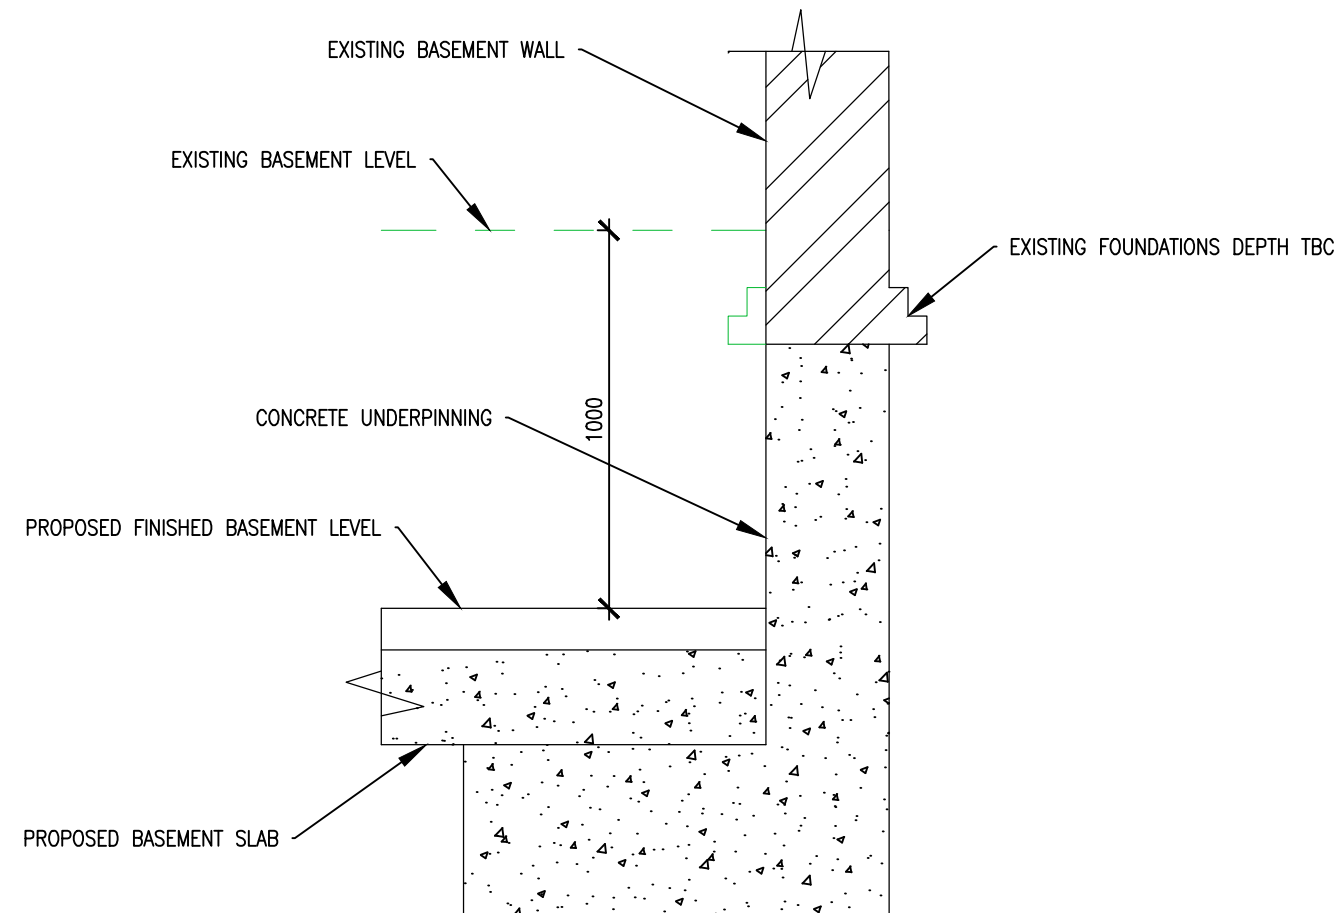 EXISTING BASEMENT WALL
EXISTING BASEMENT LEVEL
EXISTING FOUNDATIONS DEPTH TBC
1000
CONCRETE UNDERPINNING
PROPOSED FINISHED BASEMENT LEVEL
PROPOSED BASEMENT SLAB